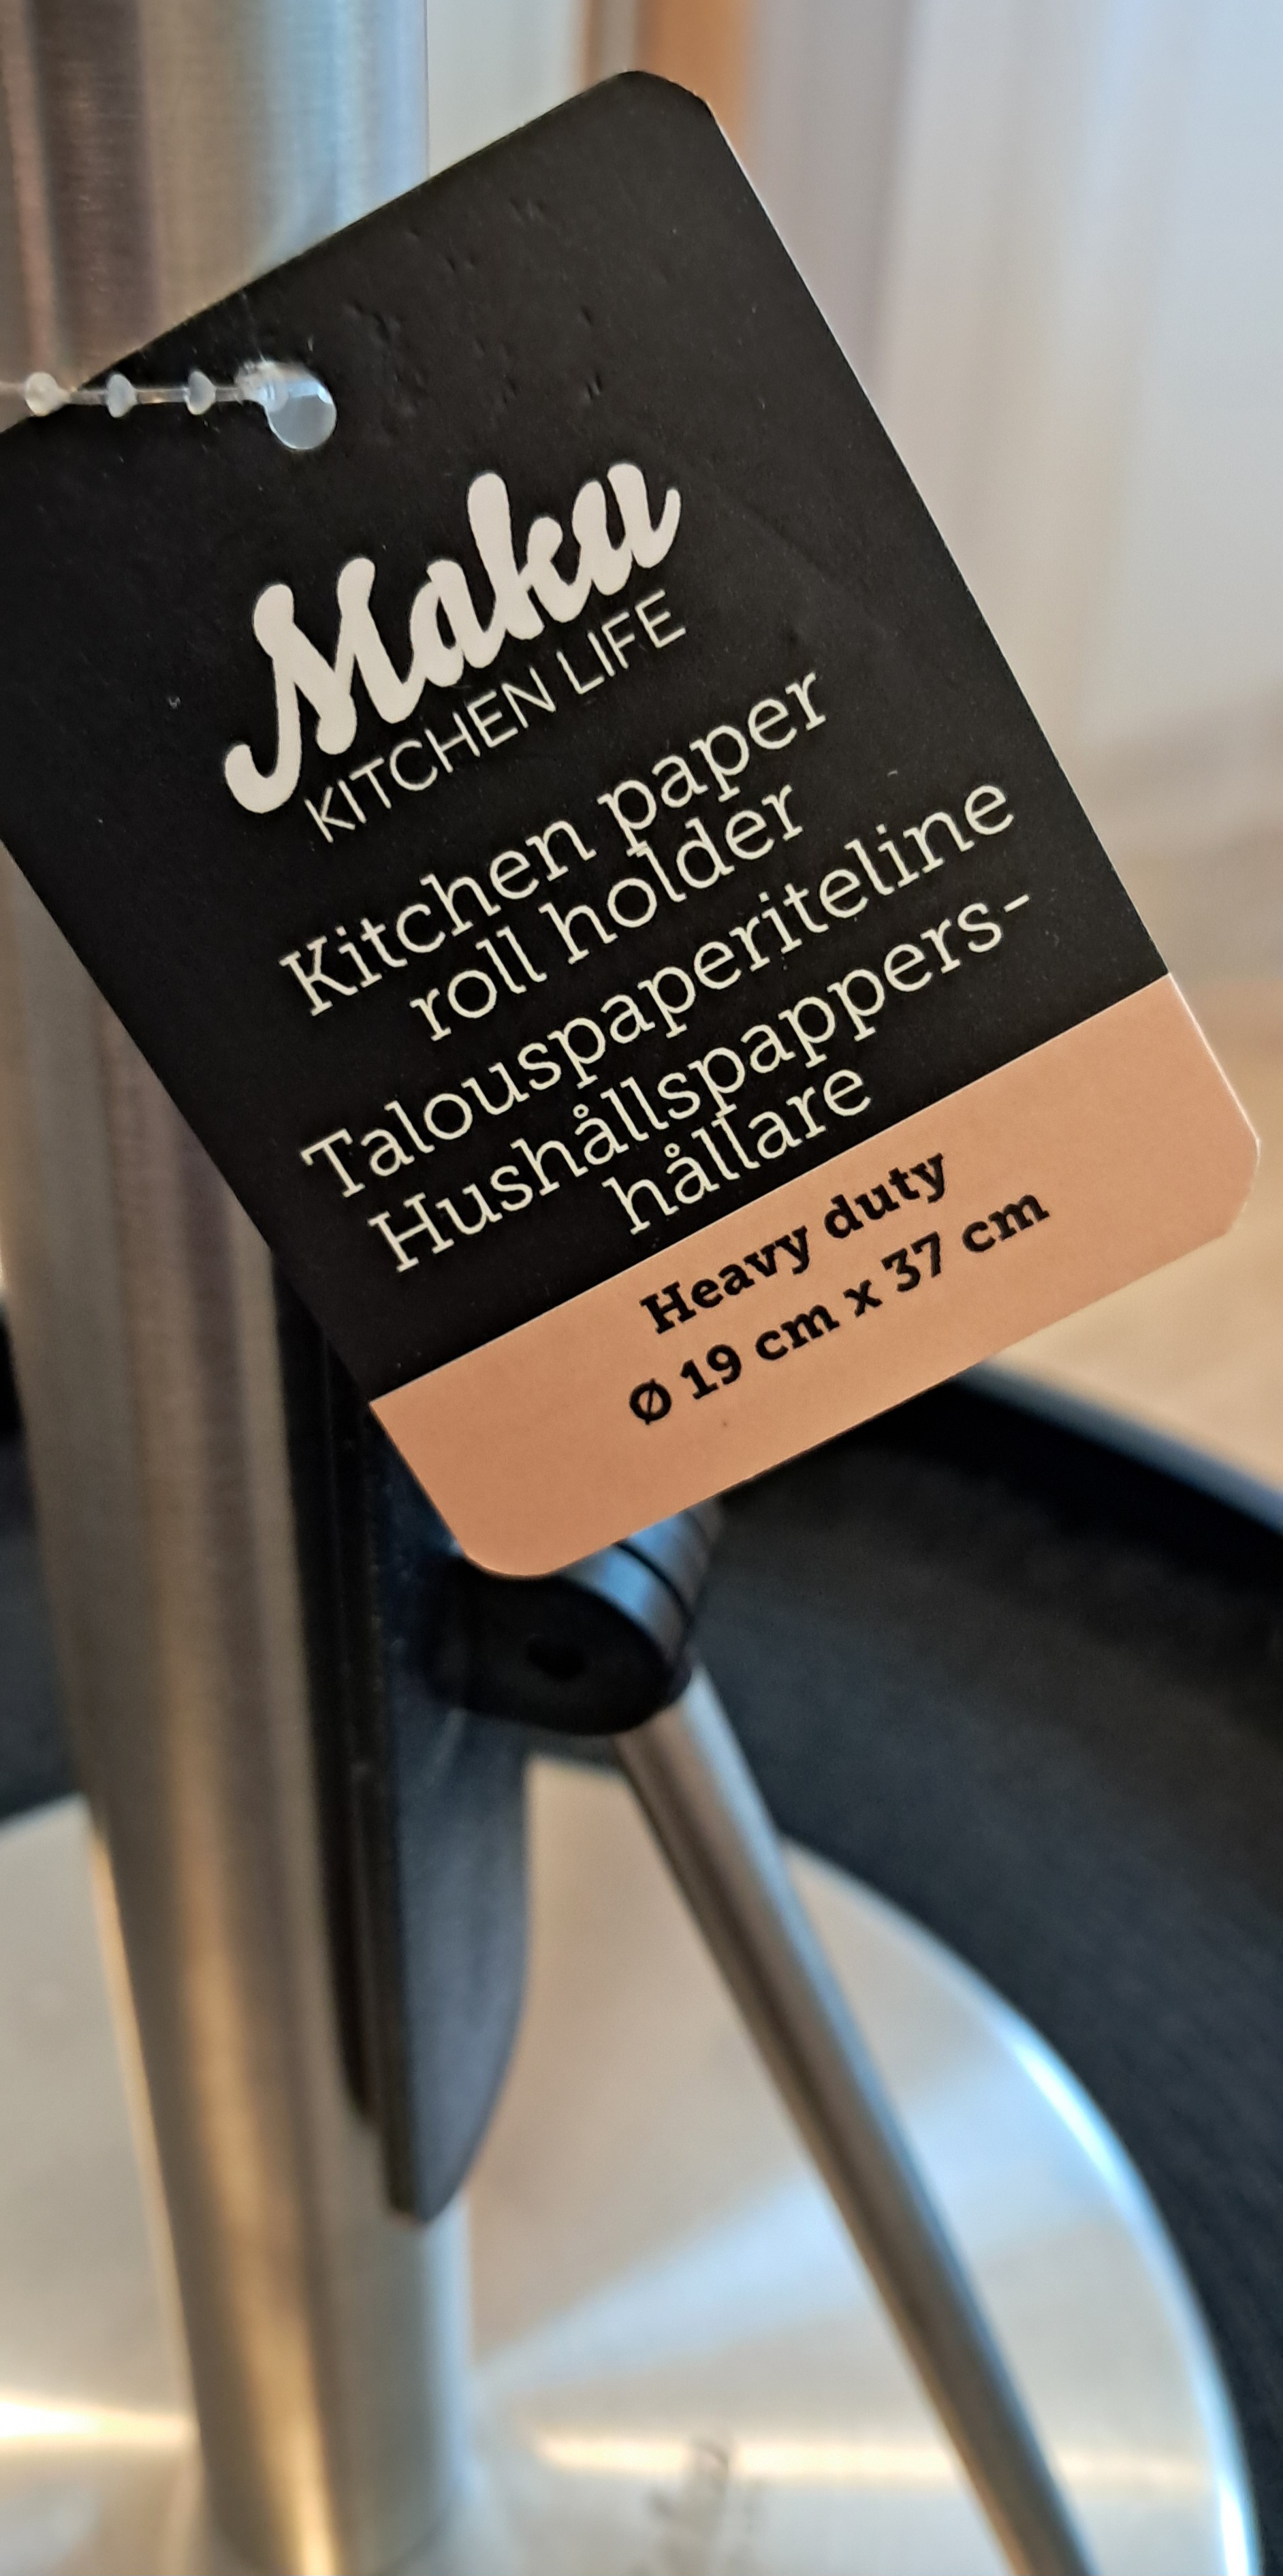 Maku
KITCHEN LIFE
Kitchen paper
roll holder
Talouspaperiteline
Hushållspappers-
hållare
Heavy duty
Ø 19 cm x 37 cm